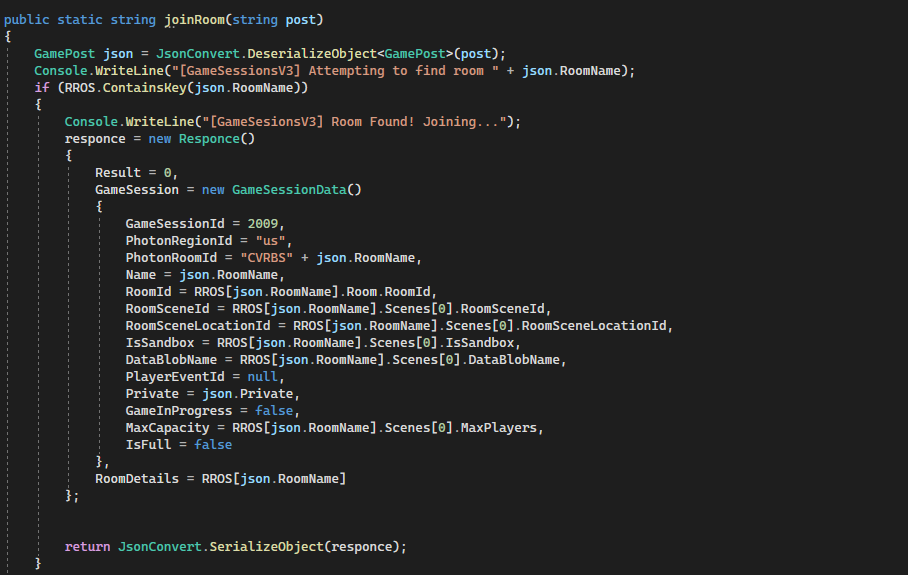 public static string joinRoom(string post)
{
GamePost json = JsonConvert.DeserializeObject<GamePost>(post);
Console.WriteLine("[GameSessionsV3] Attempting to find room " + json.RoomName);
if (RROS.ContainsKey(json.RoomName))
{
Console.WriteLine("[GameSesionsV3] Room Found! Joining...");
responce = new Responce()
{
Result = 0,
GameSession = new GameSessionData()
{
GameSessionId = 2009,
PhotonRegionId = "us",
PhotonRoomId = "CVRBS" + json.RoomName,
Name = json.RoomName,
RoomId = RROS[json.RoomName].Room.RoomId,
RoomSceneId = RROS[json.RoomName].Scenes[0].RoomSceneId,
RoomSceneLocationId = RROS[json.RoomName].Scenes[0].RoomSceneLocationId,
IsSandbox = RROS[json.RoomName].Scenes[0].IsSandbox,
DataBlobName = RROS[json.RoomName].Scenes[0].DataBlobName,
PlayerEventId = null,
Private = json.Private,
GameInProgress = false,
MaxCapacity = RROS[json.RoomName].Scenes[0].MaxPlayers,
IsFull = false
},
RoomDetails = RROS[json.RoomName]
};
return JsonConvert.SerializeObject(responce);
}